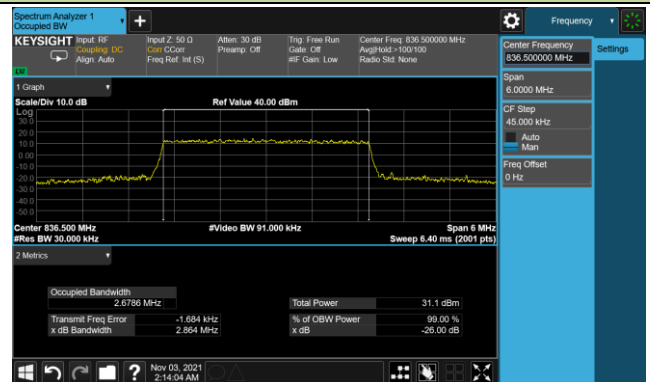 Spectrum Analyzer 1
Occupied BW
+
Frequency
KEYSIGHT
Input: RF
Coupling: DC
Align: Auto
Input Z: 50 Ω
Corr CCorr
Freq Ref: Int (S)
Atten: 30 dB
Preamp: Off
Trig: Free Run
Gate: Off
#IF Gain: Low
Center Freq: 836.500000 MHz
Avg|Hold:>100/100
Radio Std: None
Center Frequency
836.500000 MHz
Settings
Span
6.0000 MHz
CF Step
45.000 kHz
Auto
Man
Freq Offset
0 Hz
1 Graph
Scale/Div 10.0 dB
Ref Value 40.00 dBm
Log
30.0
20.0
10.0
0.00
-10.0
-20.0
-30.0
-40.0
-50.0
Center 836.500 MHz
#Video BW 91.000 kHz
Span 6 MHz
#Res BW 30.000 kHz
Sweep 6.40 ms (2001 pts)
2 Metrics
Occupied Bandwidth
2.6786 MHz
Total Power 31.1 dBm
Transmit Freq Error -1.684 kHz
% of OBW Power 99.00 %
x dB Bandwidth 2.864 MHz
x dB -26.00 dB
?
Nov 03, 2021
2:14:04 AM